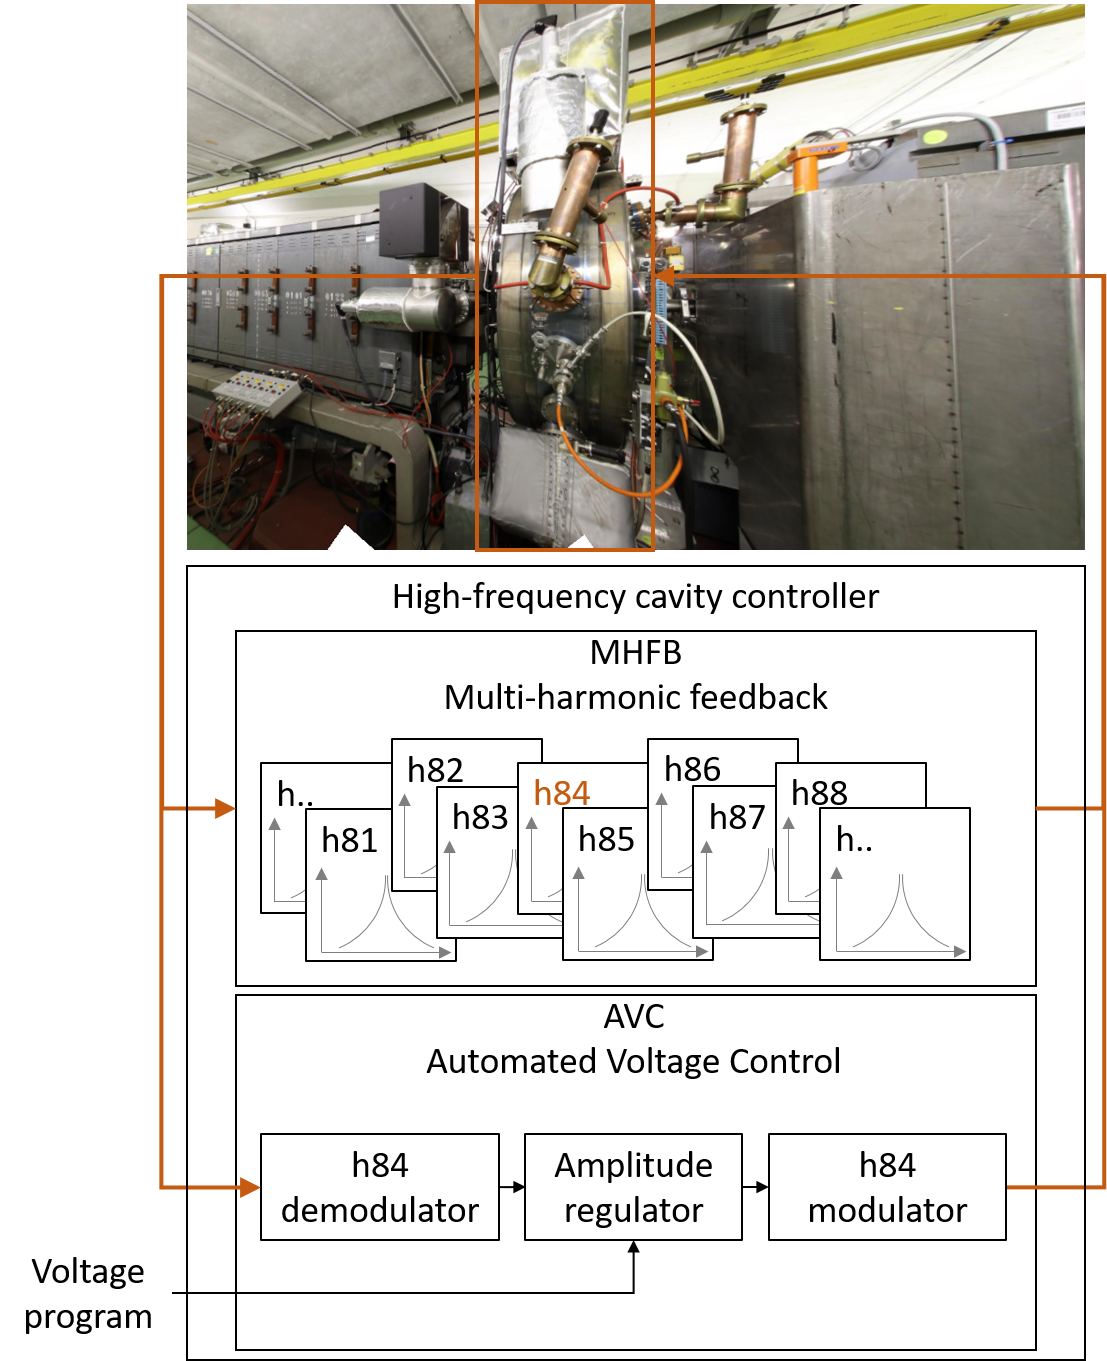 High-frequency cavity controller
MHFB
Multi-harmonic feedback
h..
h81
h82
h83
h84
h85
h86
h87
h88
h..
AVC
Automated Voltage Control
h84
demodulator
Amplitude
regulator
h84
modulator
Voltage
program